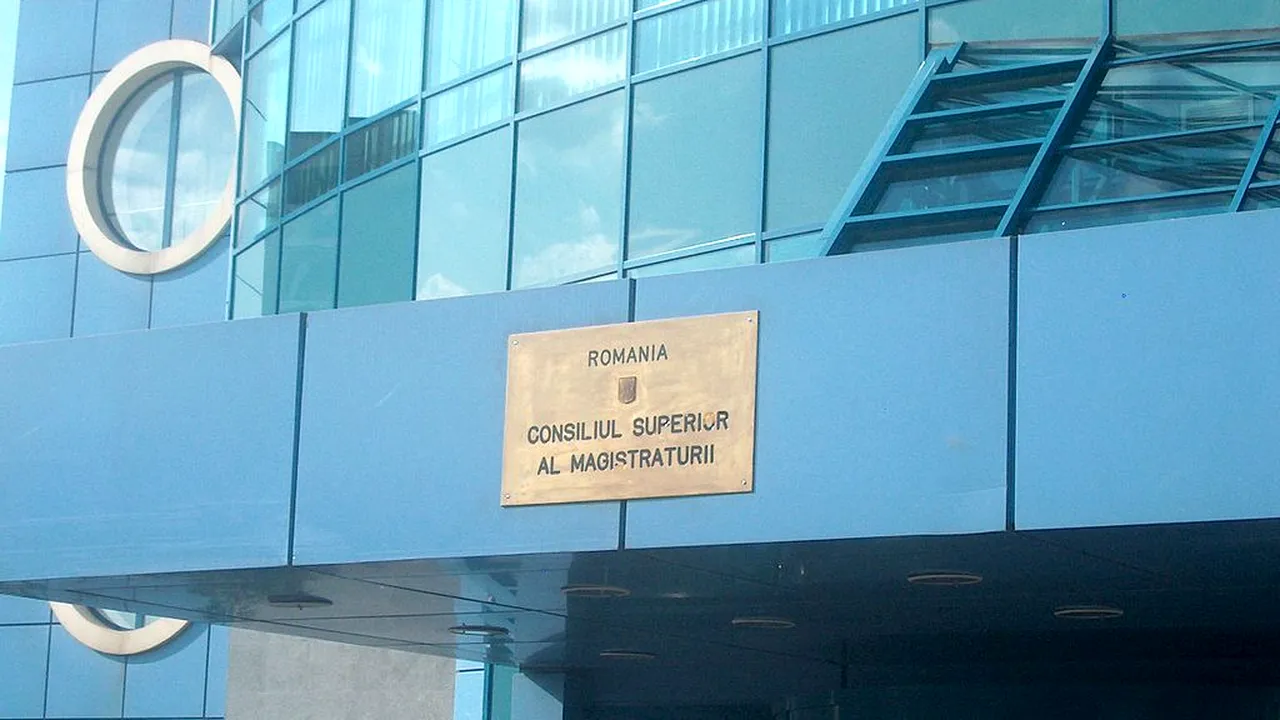 ROMANIA
CONSILIUL SUPERIOR
AL MAGISTRATURII